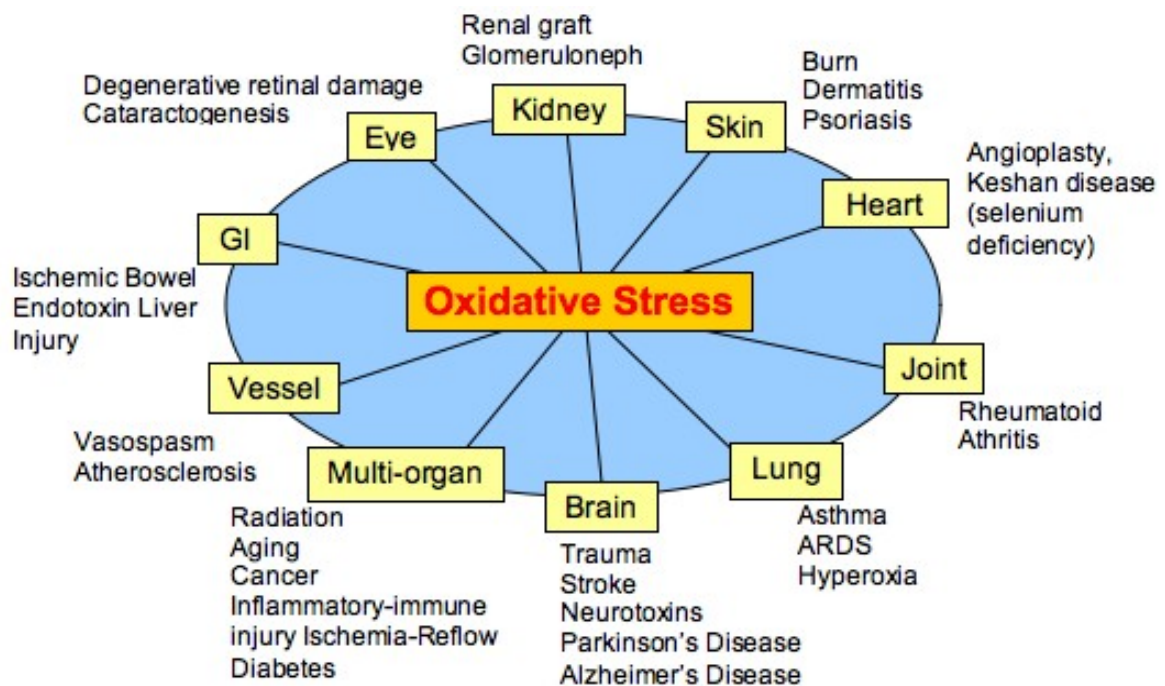 Renal graft
Glomeruloneph
Kidney
Burn
Dermatitis
Psoriasis
Skin
Degenerative retinal damage
Cataractogenesis
Eye
Angioplasty,
Keshan disease
(selenium
deficiency)
Heart
GI
Ischemic Bowel
Endotoxin Liver
Injury
Oxidative Stress
Joint
Rheumatoid
Athritis
Vessel
Vasospasm
Atherosclerosis
Multi-organ
Radiation
Aging
Cancer
Inflammatory-immune
injury Ischemia-Reflow
Diabetes
Brain
Trauma
Stroke
Neurotoxins
Parkinson's Disease
Alzheimer's Disease
Lung
Asthma
ARDS
Hyperoxia